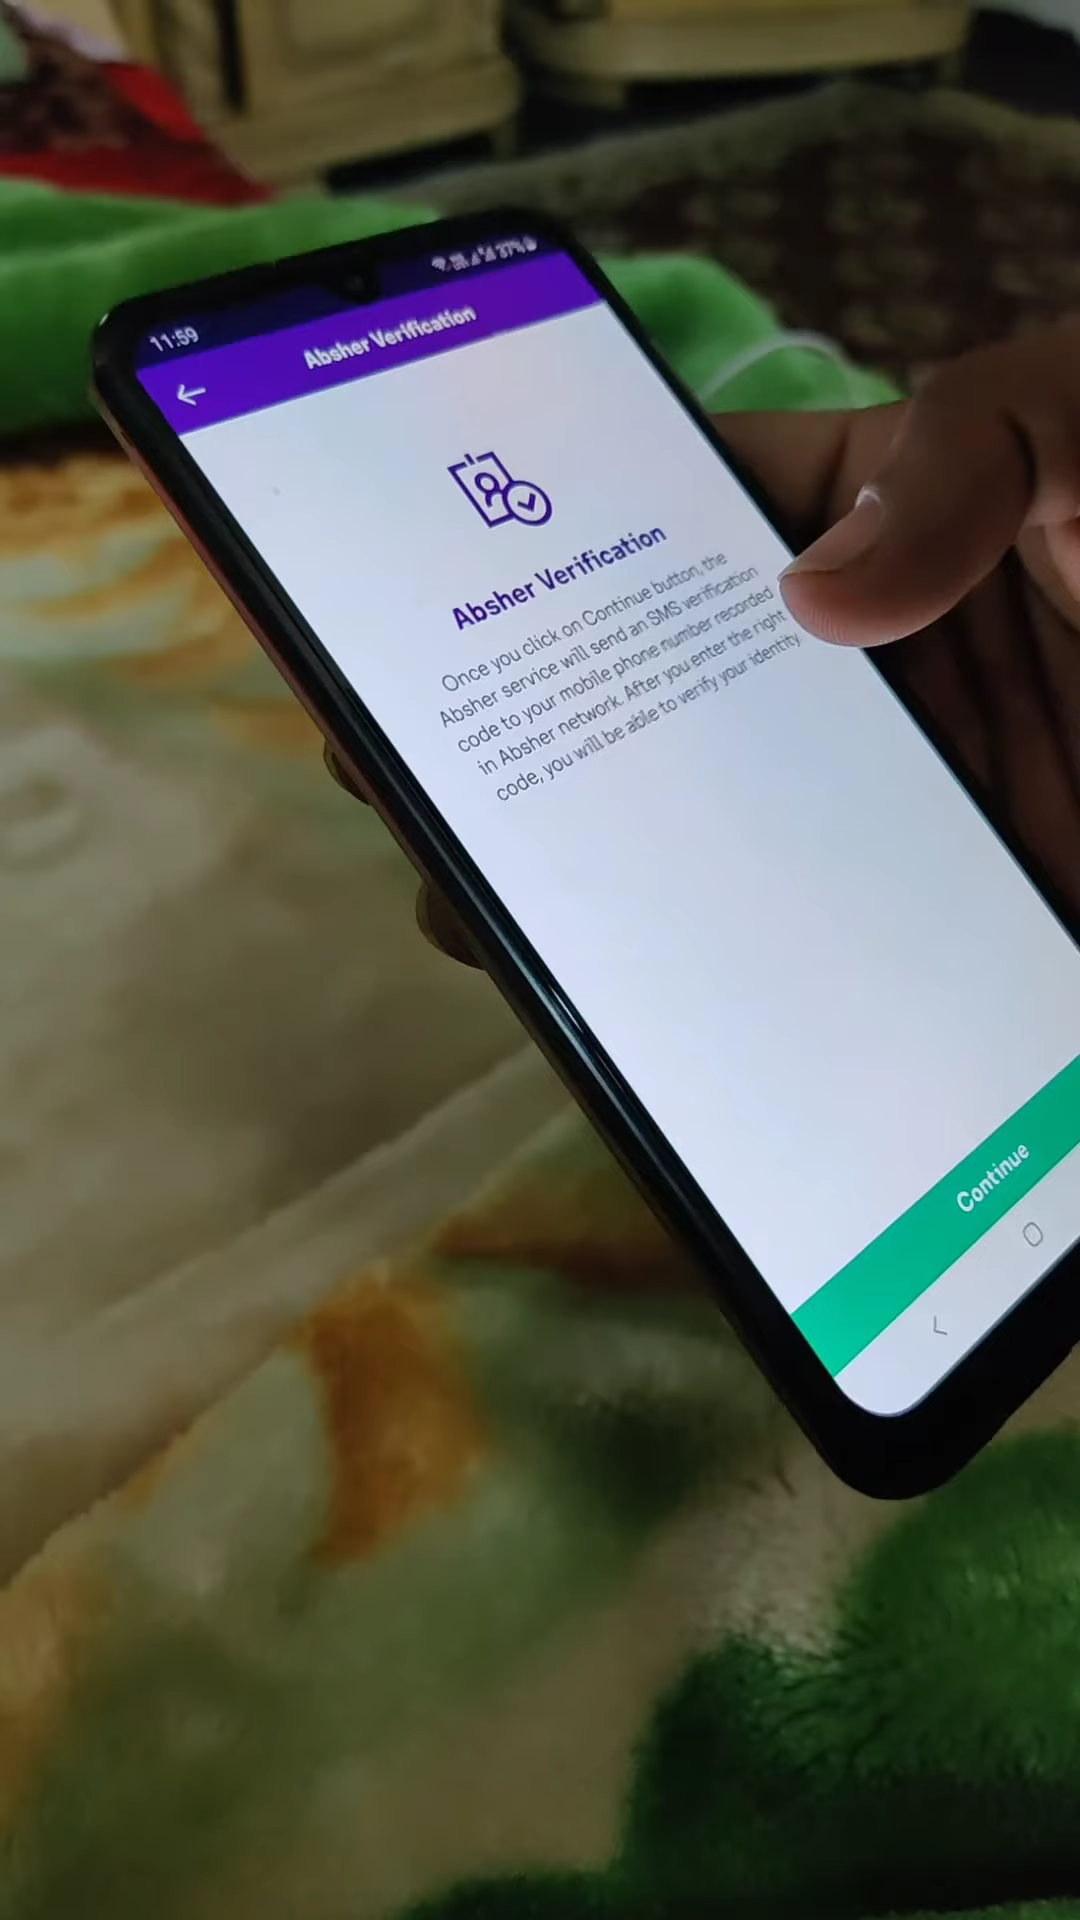 11:59
37%
Absher Verification
Absher Verification
Once you click on Continue button, the
Absher service will send an SMS verification
code to your mobile phone number recorded
in Absher network. After you enter the right
code, you will be able to verify your identity.
Continue